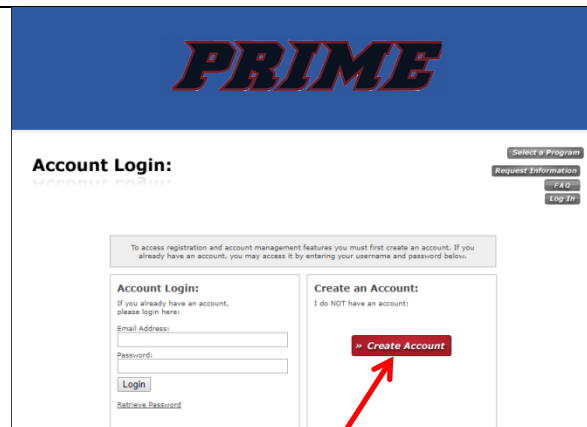 PRIME
Account Login:
Select a Program
Request Information
FAQ
Log In
To access registration and account management features you must first create an account. If you
already have an account, you may access it by entering your username and password below.
Account Login:
If you already have an account,
please login here:
Email Address:
Password:
Login
Retrieve Password
Create an Account:
I do NOT have an account:
» Create Account